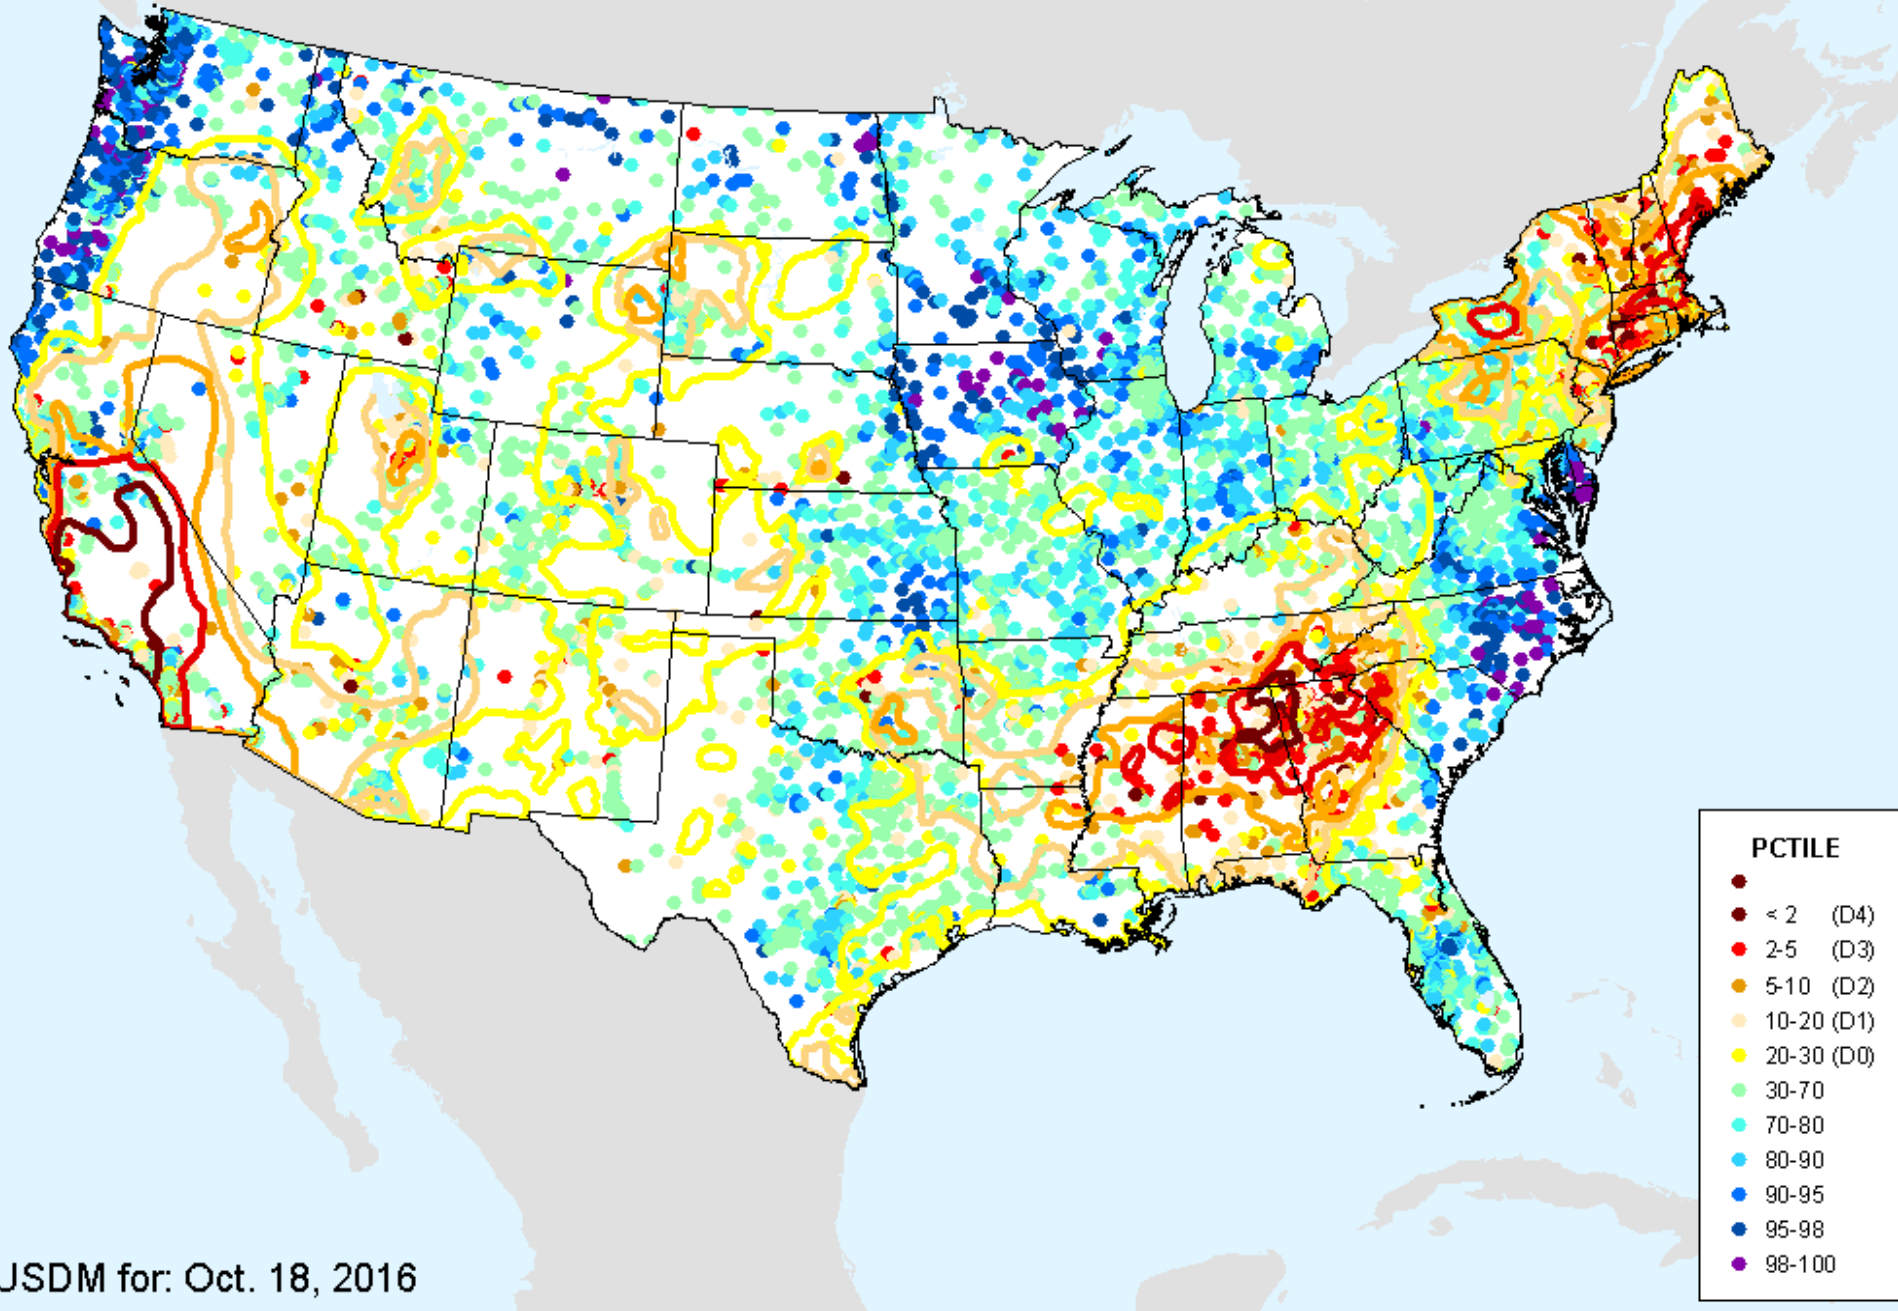 PCTILE
< 2 (D4)
2-5 (D3)
5-10 (D2)
10-20 (D1)
20-30 (D0)
30-70
70-80
80-90
90-95
95-98
98-100
USDM for: Oct. 18, 2016